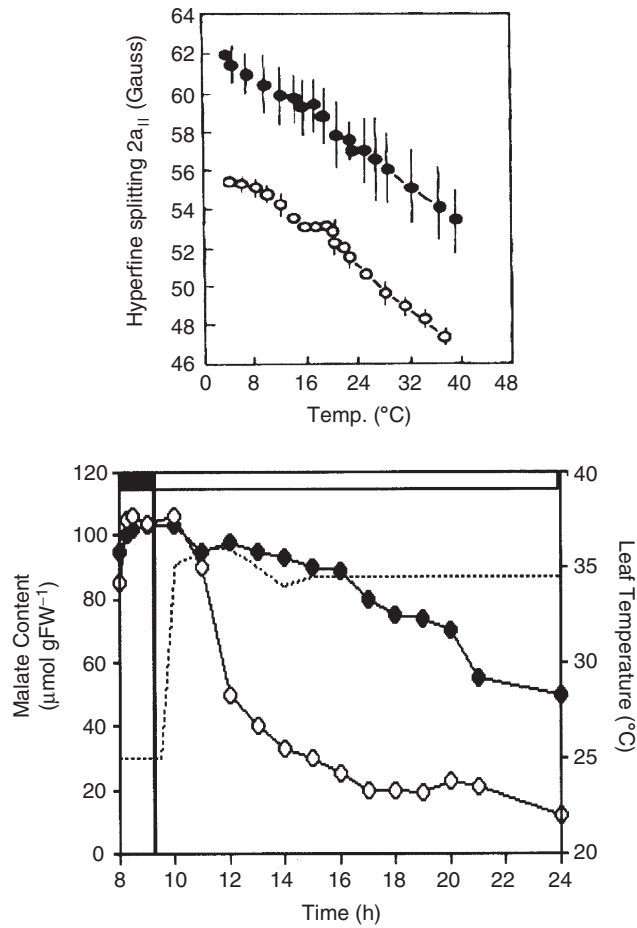 Hyperfine splitting 2a|| (Gauss)
64
62
60
58
56
54
52
50
48
46
0 8 16 24 32 40 48
Temp. (°C)
Malate Content
(μmol gFW⁻¹)
120
100
80
60
40
20
0
40
35
30
29
25
20
Leaf Temperature (°C)
8 10 12 14 16 18 20 22 24
Time (h)